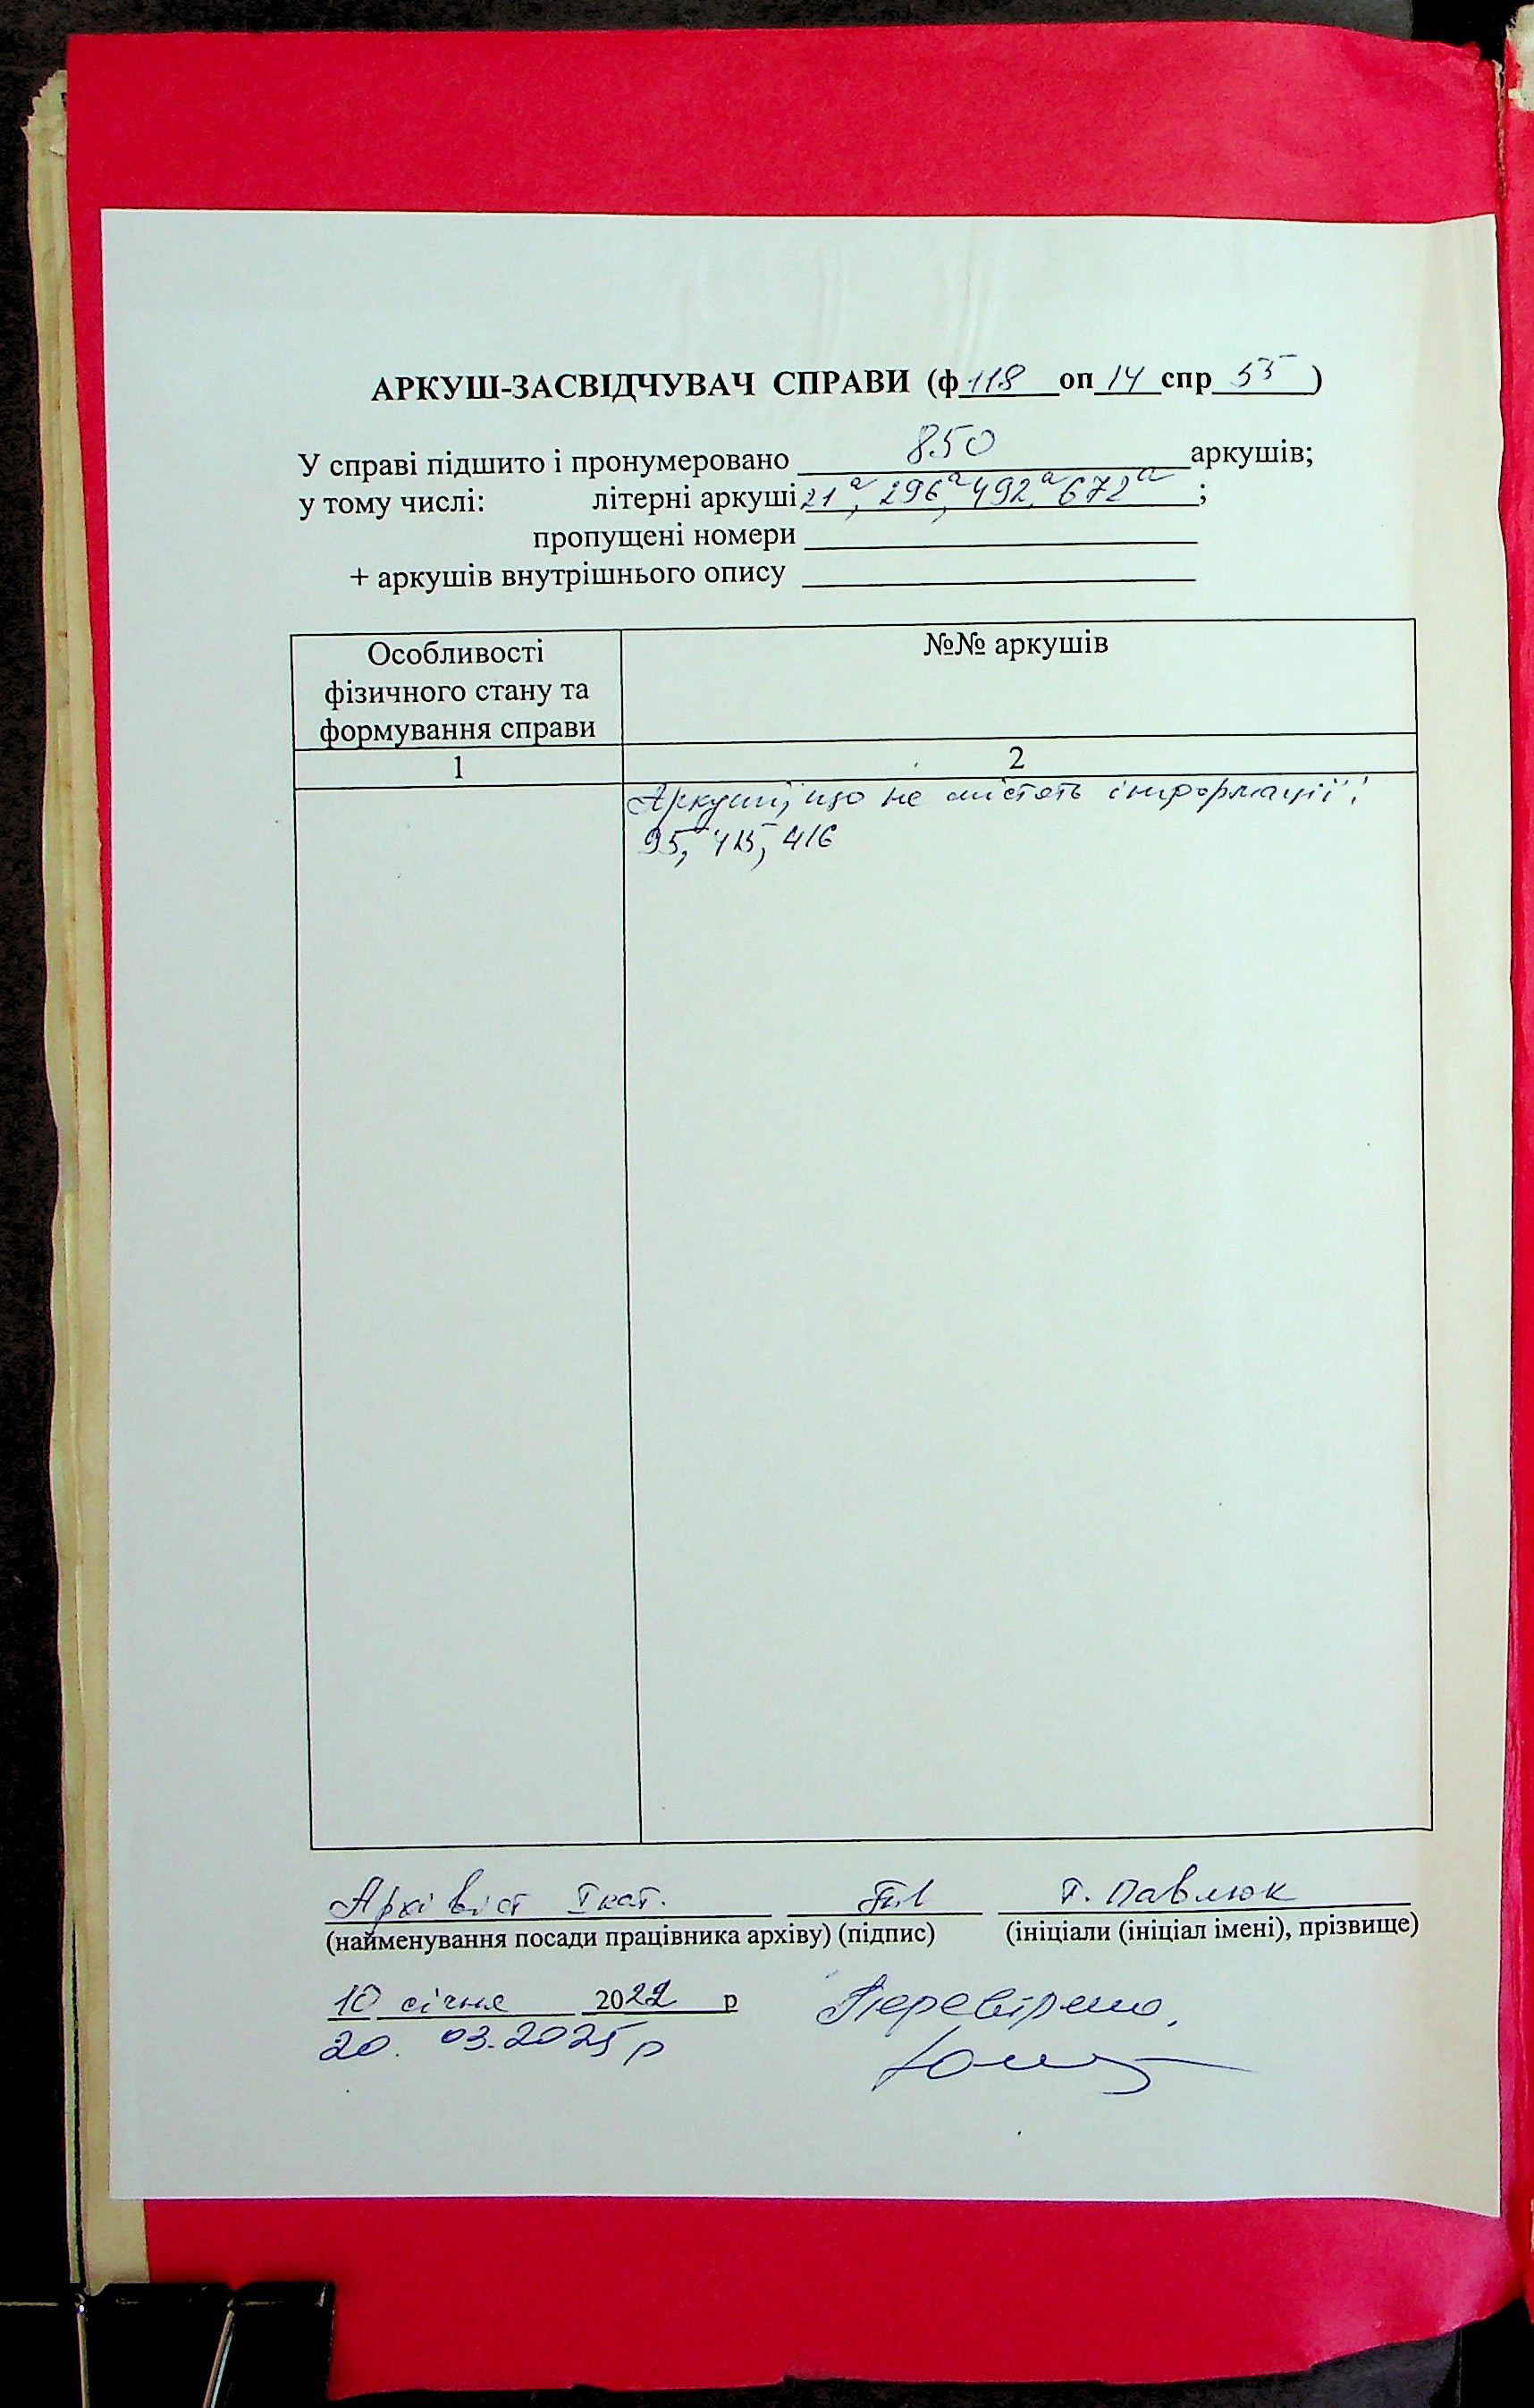 АРКУШ-ЗАСВІДЧУВАЧ СПРАВИ (ф 118 оп 14 спр 55 )
У справі підшито і пронумеровано 850 аркушів;
у тому числі: літерні аркуші 21а, 296а, 492а 672а ;
пропущені номери
+ аркушів внутрішнього опису
Особливості фізичного стану та формування справи
№№ аркушів
1 2
Аркуші, що не містять інформації:
95, 415, 416
Архівіст І кат. Т. Павлюк
(найменування посади працівника архіву) (підпис) (ініціали (ініціал імені), прізвище)
10 січня 2022 р Перевірено.
20. 03.2025 р